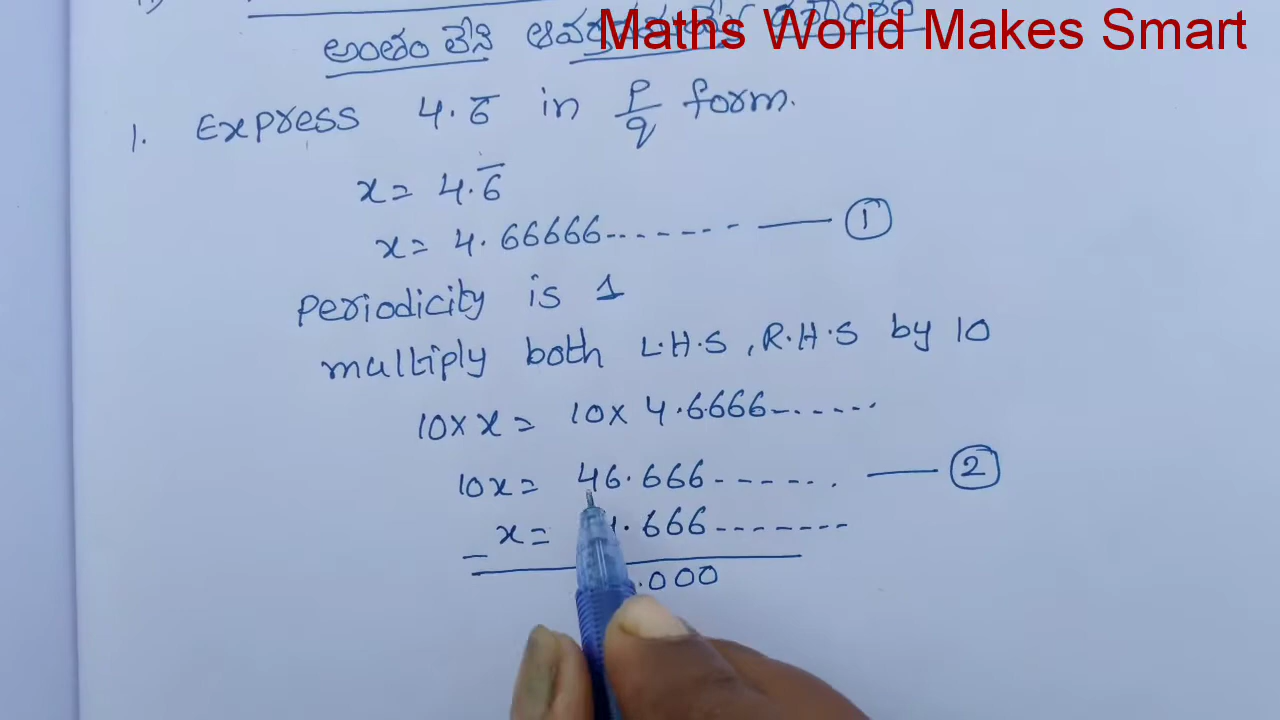 Maths World Makes Smart
అంతం లేని
1. Express 4.6̅ in p/q form.
x = 4.6̅
x = 4.66666....... —— ①
Periodicity is 1
multiply both L.H.S, R.H.S by 10
10 x x = 10 x 4.6666......
10x = 46.666....... —— ②
– x = .666.......
.000